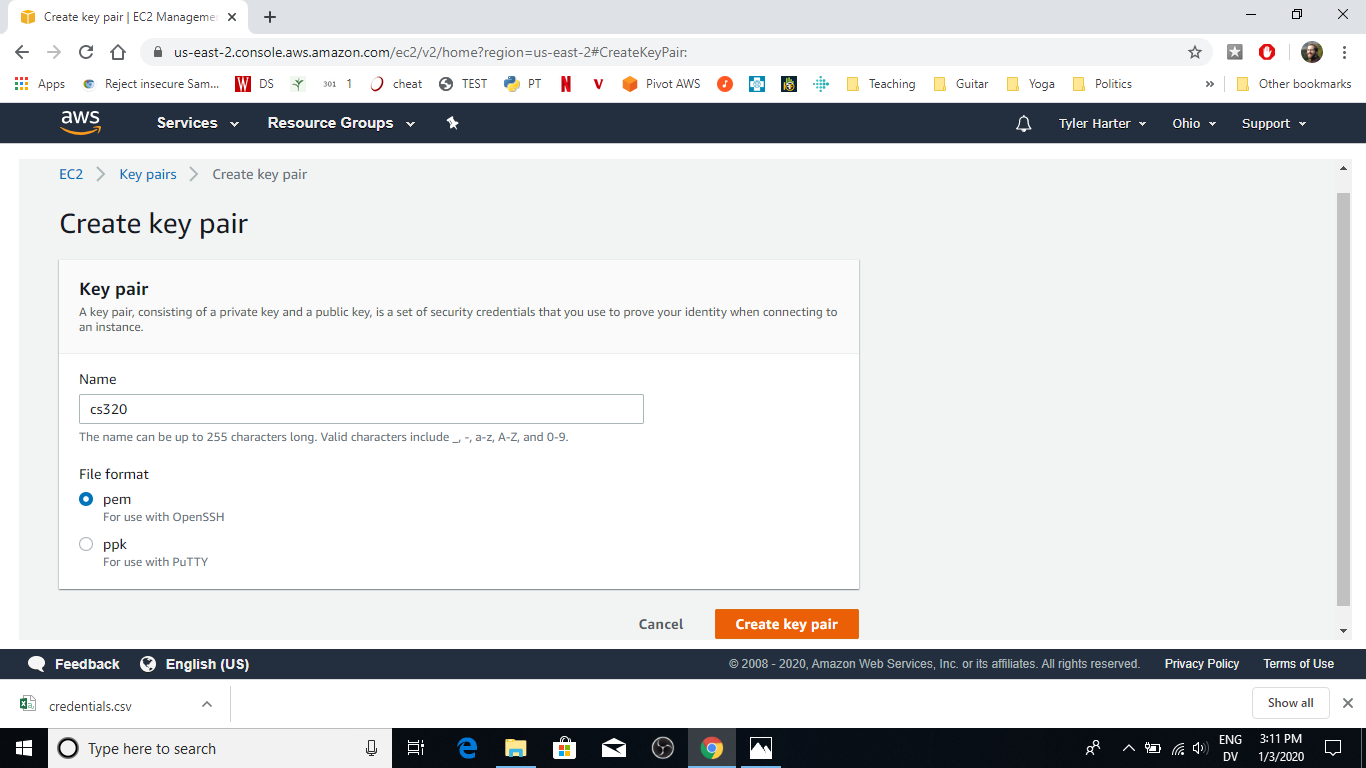 Create key pair | EC2 Manageme
us-east-2.console.aws.amazon.com/ec2/v2/home?region=us-east-2#CreateKeyPair:
Apps Reject insecure Sam... W DS 301 1 cheat TEST PT N V Pivot AWS Teaching Guitar Yoga Politics » Other bookmarks
aws Services Resource Groups Tyler Harter Ohio Support
EC2 Key pairs Create key pair
Create key pair
Key pair
A key pair, consisting of a private key and a public key, is a set of security credentials that you use to prove your identity when connecting to
an instance.
Name
cs320
The name can be up to 255 characters long. Valid characters include _, -, a-z, A-Z, and 0-9.
File format
pem
For use with OpenSSH
ppk
For use with PuTTY
Cancel Create key pair
Feedback English (US) © 2008 - 2020, Amazon Web Services, Inc. or its affiliates. All rights reserved. Privacy Policy Terms of Use
credentials.csv Show all
Type here to search
ENG 3:11 PM
DV 1/3/2020